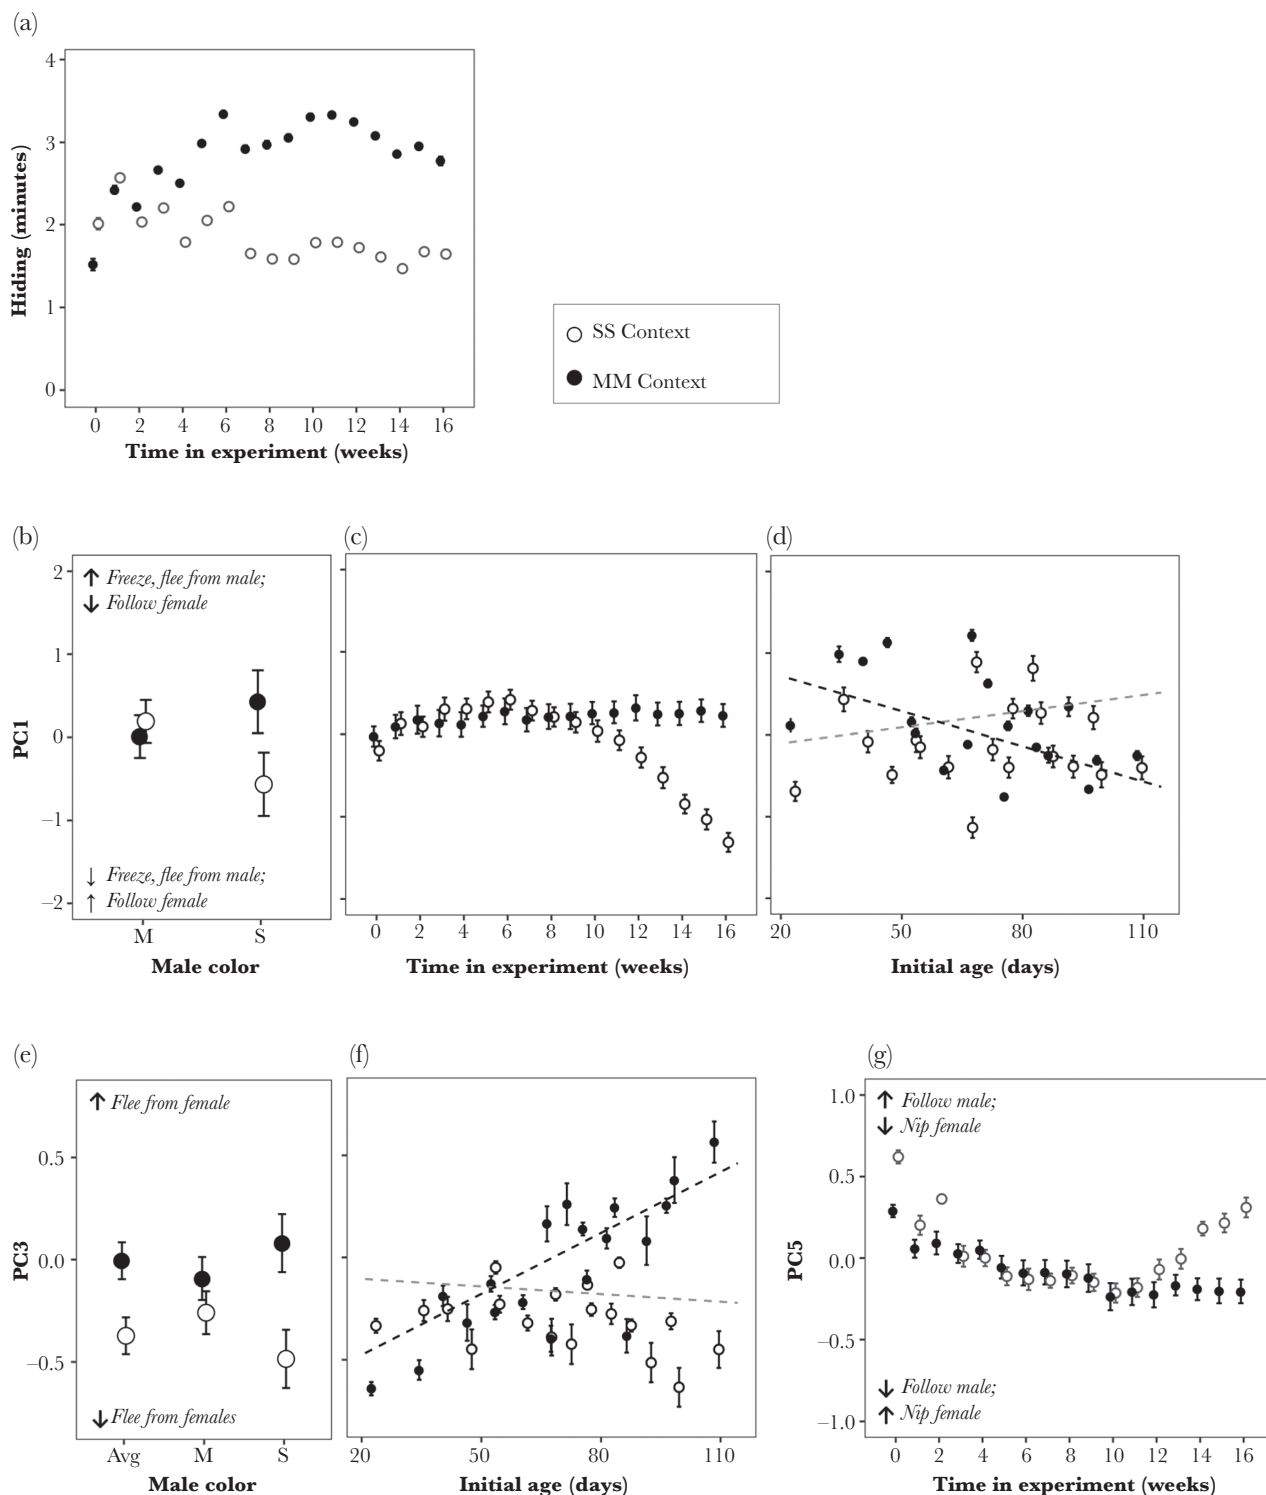 (a)
4
3
2
1
0
Hiding (minutes)
0 2 4 6 8 10 12 14 16
Time in experiment (weeks)
SS Context
MM Context
(b)
2
1
0
−1
−2
PC1
↑ Freeze, flee from male;
↓ Follow female
↓ Freeze, flee from male;
↑ Follow female
M S
Male color
(c)
0 2 4 6 8 10 12 14 16
Time in experiment (weeks)
(d)
20 50 80 110
Initial age (days)
(e)
0.5
0.0
−0.5
PC3
↑ Flee from female
↓ Flee from females
Avg M S
Male color
(f)
20 50 80 110
Initial age (days)
(g)
1.0
0.5
0.0
−0.5
−1.0
PC5
↑ Follow male;
↓ Nip female
↓ Follow male;
↑ Nip female
0 2 4 6 8 10 12 14 16
Time in experiment (weeks)